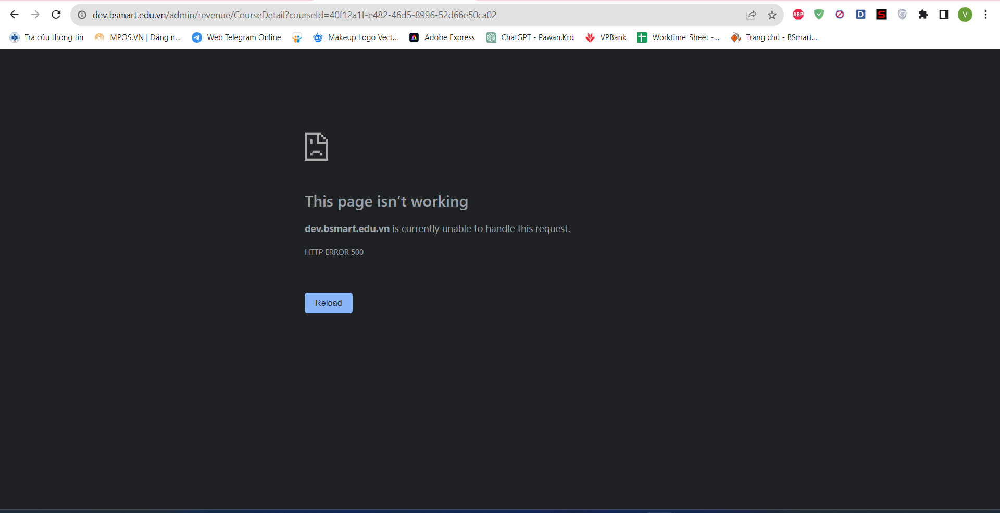 dev.bsmart.edu.vn/admin/revenue/CourseDetail?courseId=40f12a1f-e482-46d5-8996-52d66e50ca02
ABP
D
S
V
Tra cứu thông tin
MPOS.VN | Đăng n...
Web Telegram Online
Makeup Logo Vect...
Adobe Express
ChatGPT - Pawan.Krd
VPBank
Worktime_Sheet -...
Trang chủ - BSmart...
This page isn’t working
dev.bsmart.edu.vn is currently unable to handle this request.
HTTP ERROR 500
Reload